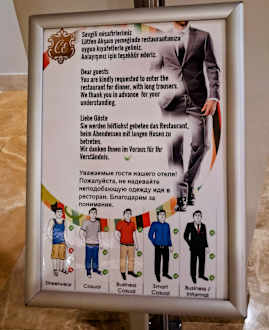 Sevgili misafirlerimiz
Lütfen Akşam yemeğinde restaurantımıza
uygun kıyafetlerle geliniz.
Anlayışınız için teşekkür ederiz.
Dear guests
You are kindly requested to enter the
restaurant for dinner, with long trousers.
We thank you in advance for your
understanding.
Liebe Gäste
Sie werden höflichst gebeten das Restaurant,
beim Abendessen mit langen Hosen zu
betreten.
Wir danken Ihnen im Voraus für Ihr
Verständnis.
Уважаемые гости нашего отеля!
Пожалуйста, не надевайте
неподобающую одежду идя в
ресторан. Благодарим за
понимание.
Streetwear
Casual
Business
Casual
Smart
Casual
Business /
Informal